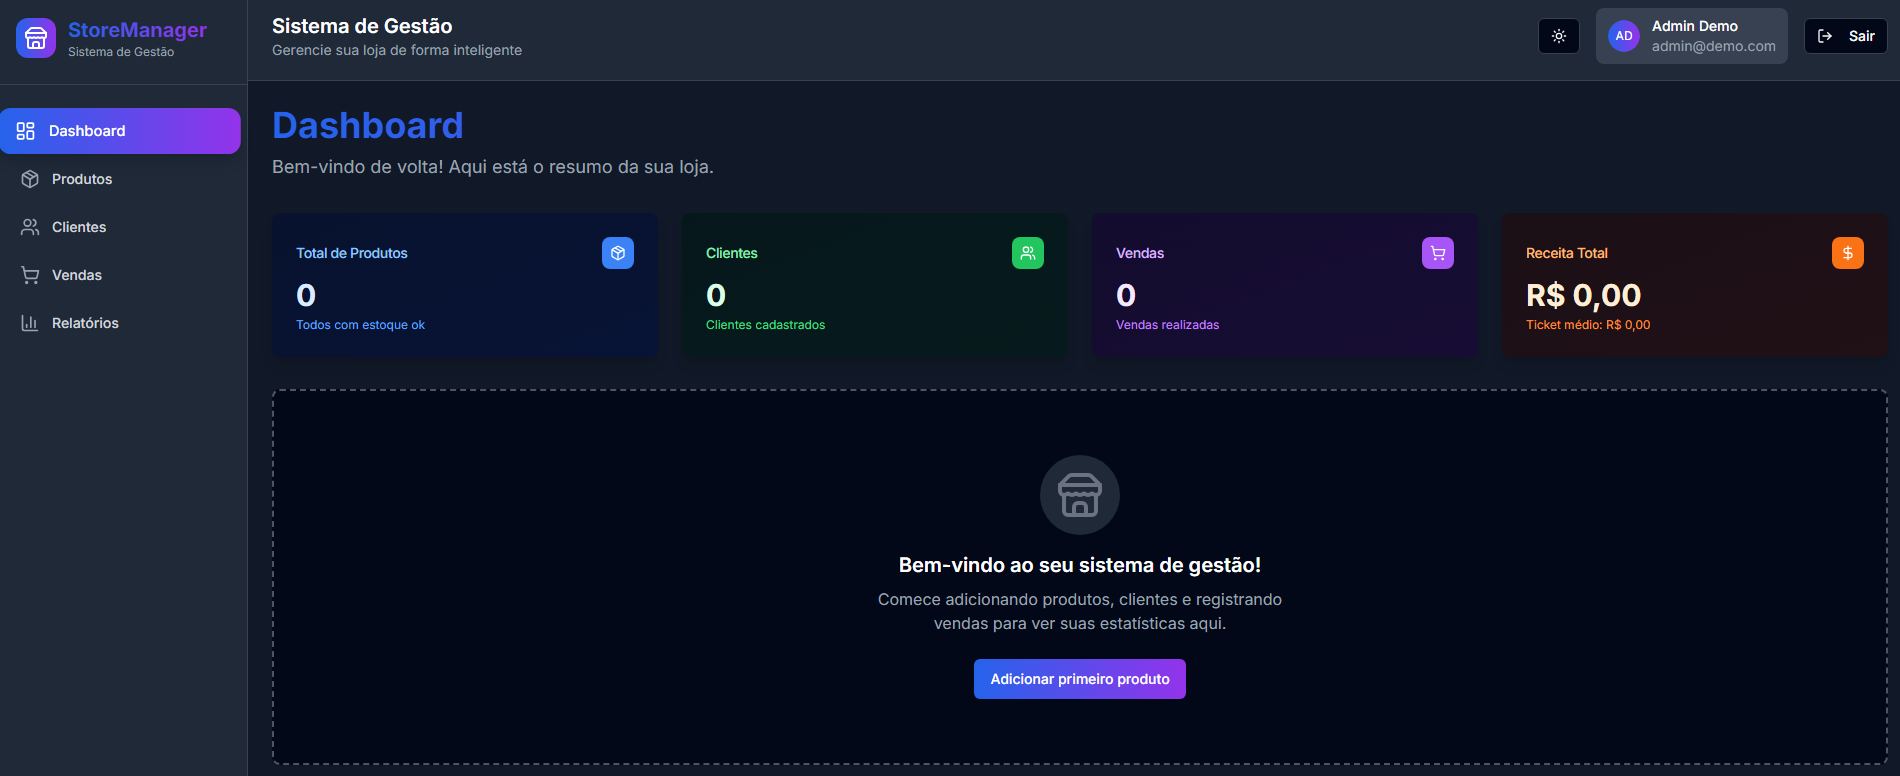 StoreManager
Sistema de Gestão
Sistema de Gestão
Gerencie sua loja de forma inteligente
AD
Admin Demo
admin@demo.com
Sair
Dashboard
Produtos
Clientes
Vendas
Relatórios
Dashboard
Bem-vindo de volta! Aqui está o resumo da sua loja.
Total de Produtos
0
Todos com estoque ok
Clientes
0
Clientes cadastrados
Vendas
0
Vendas realizadas
Receita Total
R$ 0,00
Ticket médio: R$ 0,00
Bem-vindo ao seu sistema de gestão!
Comece adicionando produtos, clientes e registrando
vendas para ver suas estatísticas aqui.
Adicionar primeiro produto